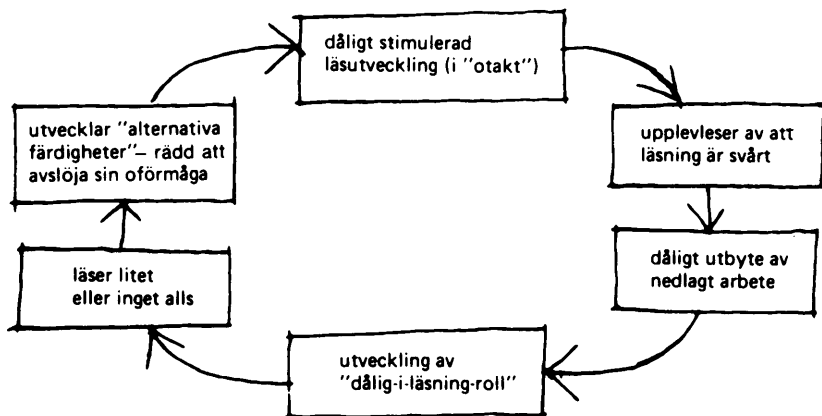 dåligt stimulerad
läsutveckling (i "otakt")
upplevleser av att
läsning är svårt
dåligt utbyte av
nedlagt arbete
utveckling av
"dålig-i-läsning-roll"
läser litet
eller inget alls
utvecklar "alternativa
färdigheter"– rädd att
avslöja sin oförmåga